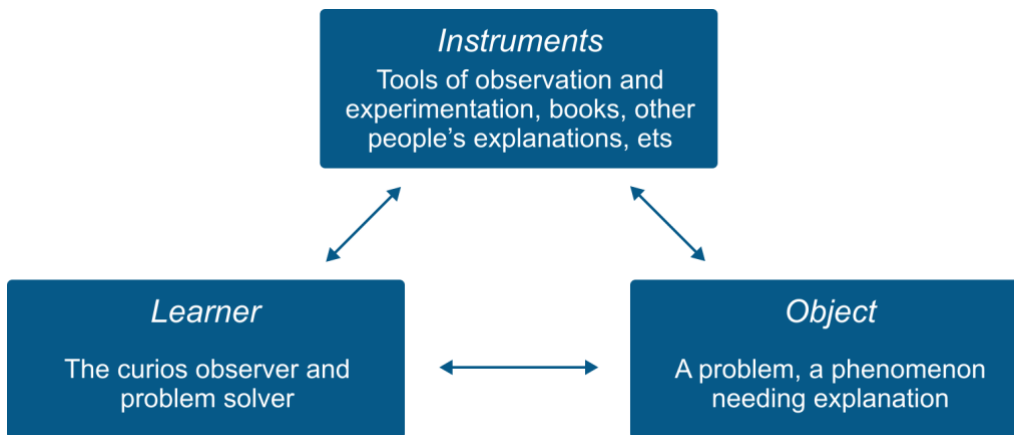 Instruments
Tools of observation and
experimentation, books, other
people’s explanations, ets
Learner
The curios observer and
problem solver
Object
A problem, a phenomenon
needing explanation